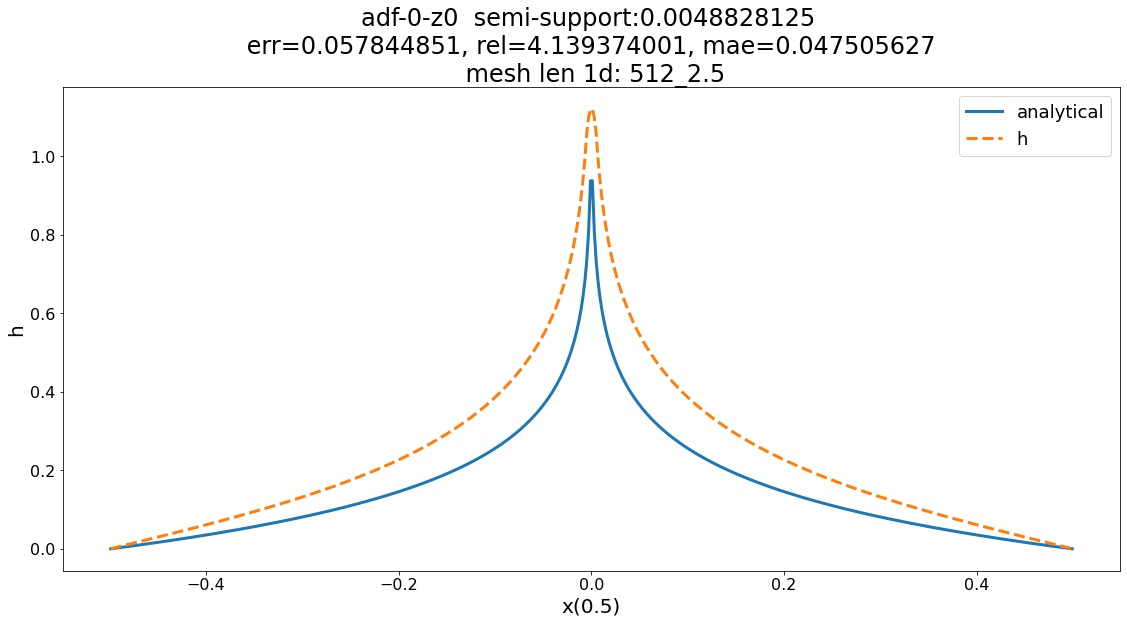 adf-0-z0  semi-support:0.0048828125
err=0.057844851, rel=4.139374001, mae=0.047505627
mesh len 1d: 512_2.5
analytical
h
h
1.0
0.8
0.6
0.4
0.2
0.0
−0.4
−0.2
0.0
0.2
0.4
x(0.5)